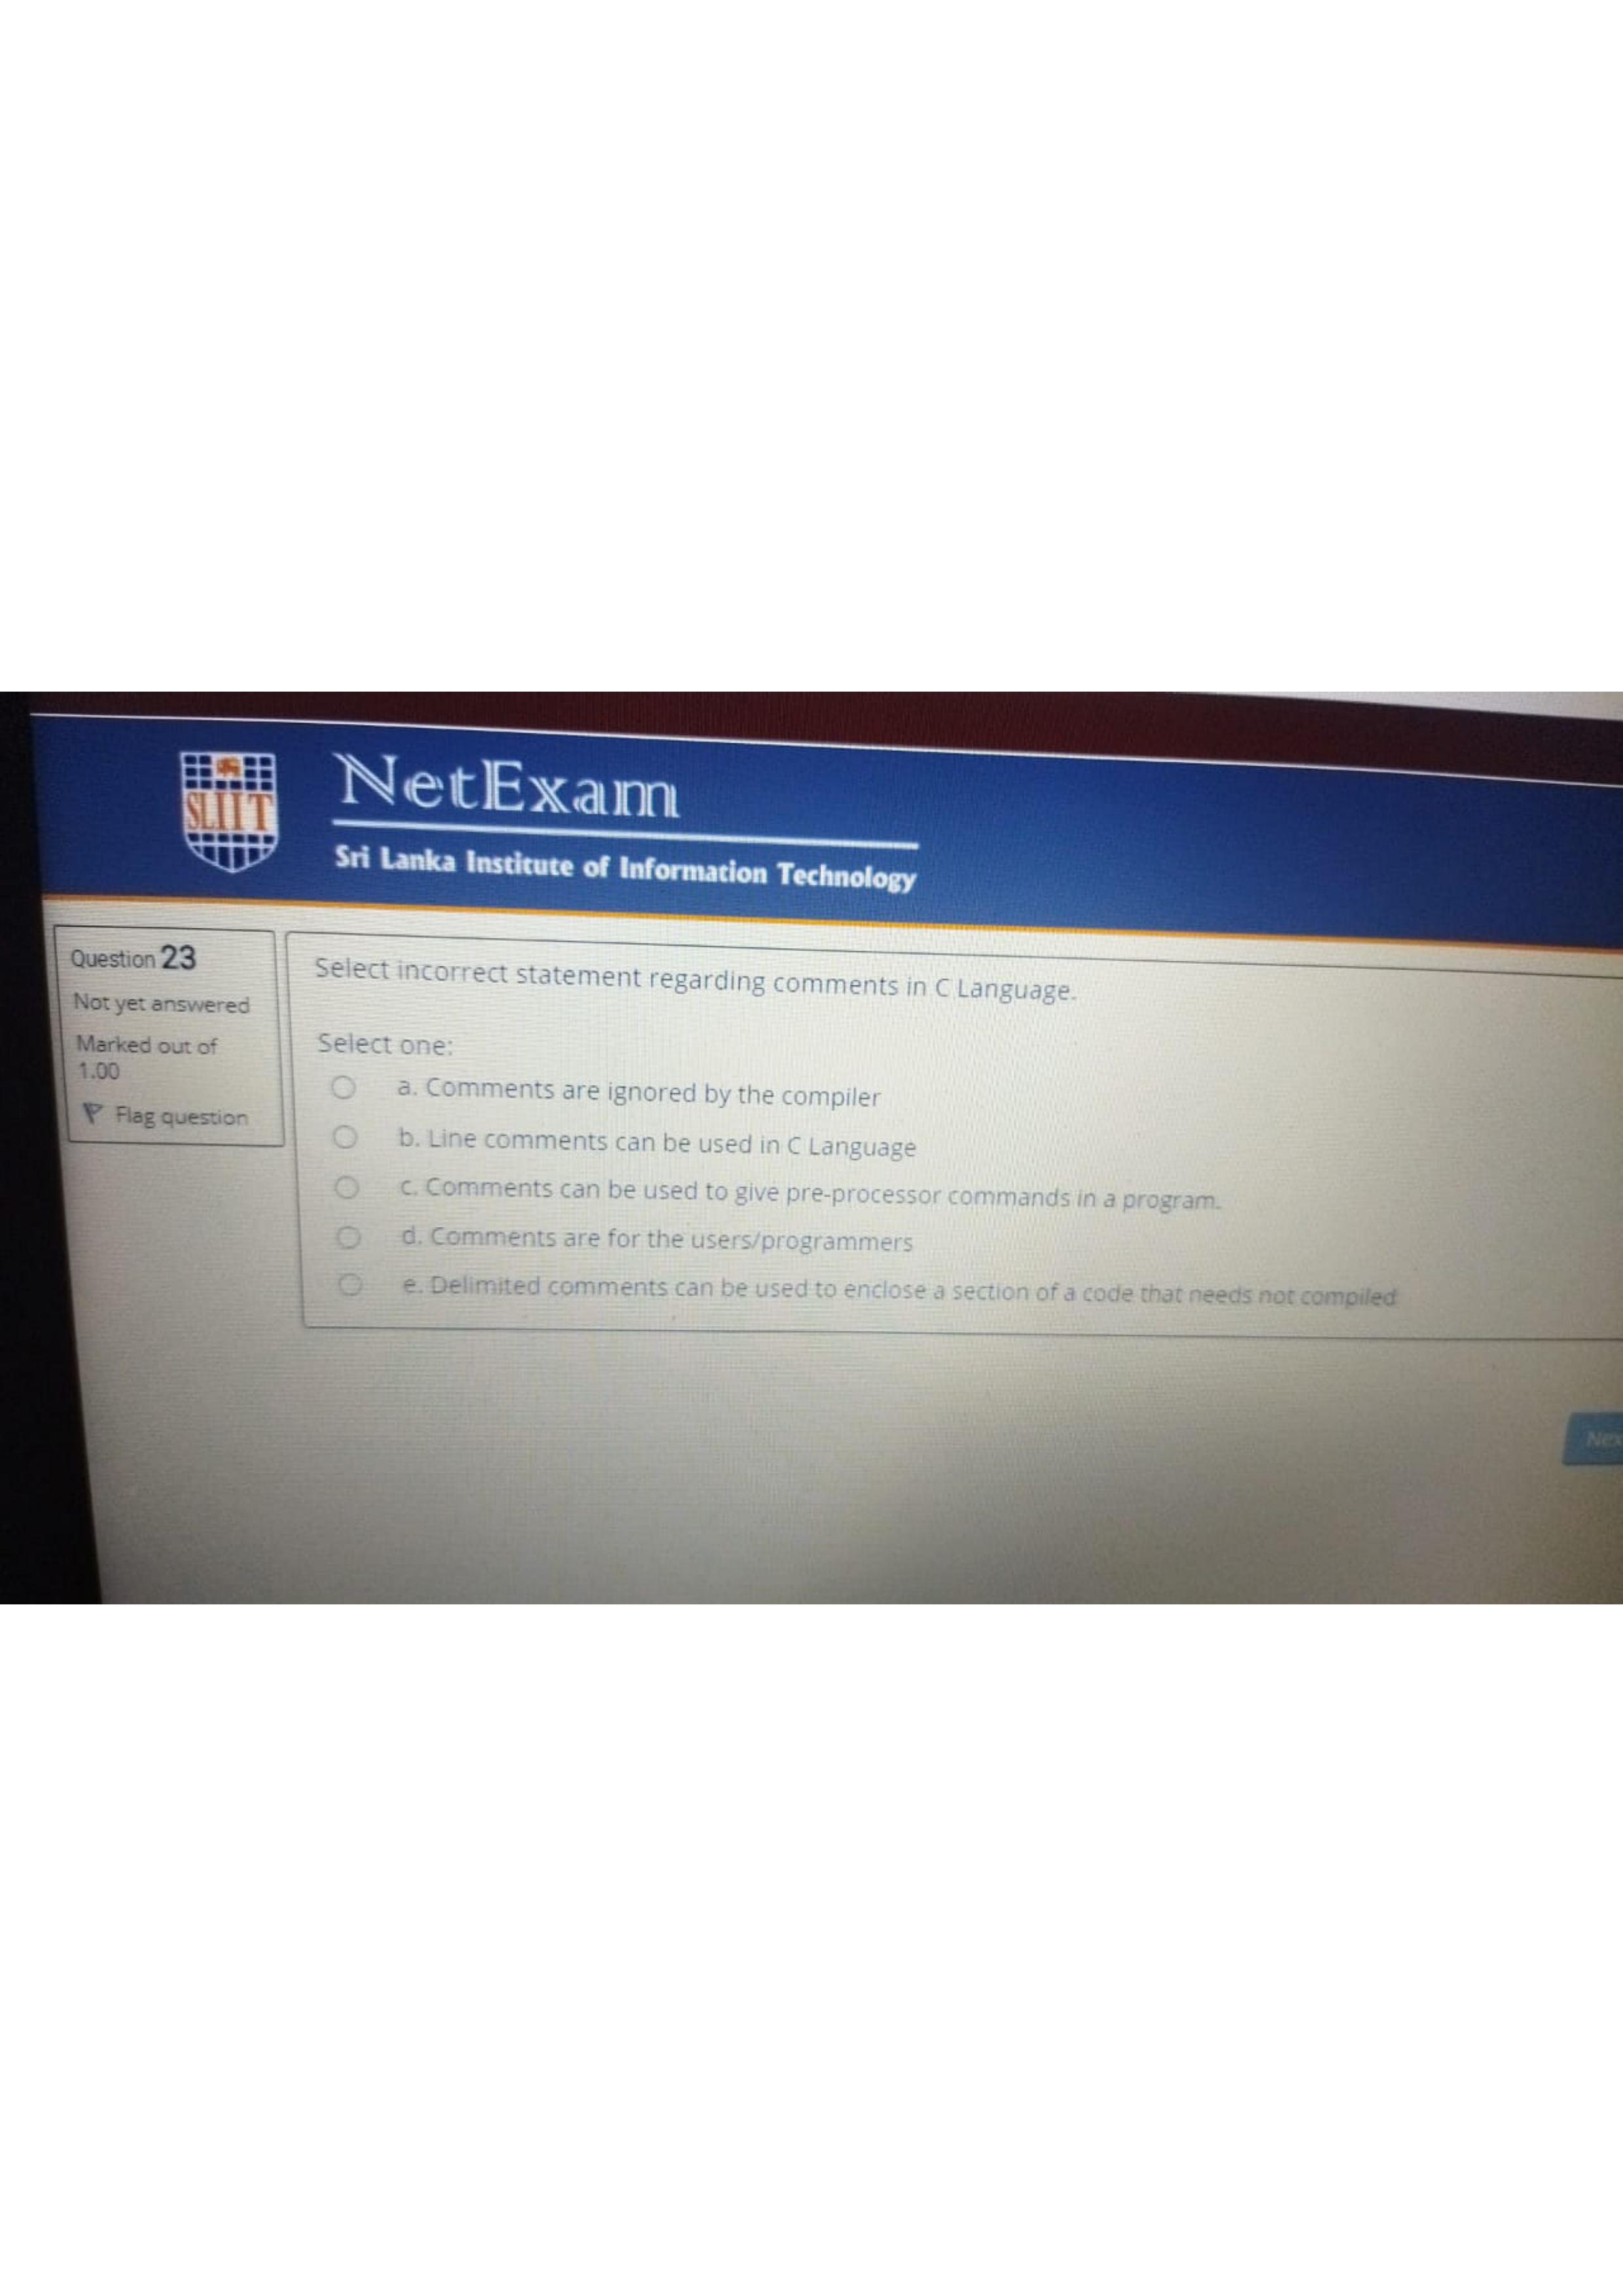 SLIIT
NetExam
Sri Lanka Institute of Information Technology
Question 23
Not yet answered
Marked out of
1.00
Flag question
Select incorrect statement regarding comments in C Language.
Select one:
a. Comments are ignored by the compiler
b. Line comments can be used in C Language
c. Comments can be used to give pre-processor commands in a program.
d. Comments are for the users/programmers
e. Delimited comments can be used to enclose a section of a code that needs not compiled